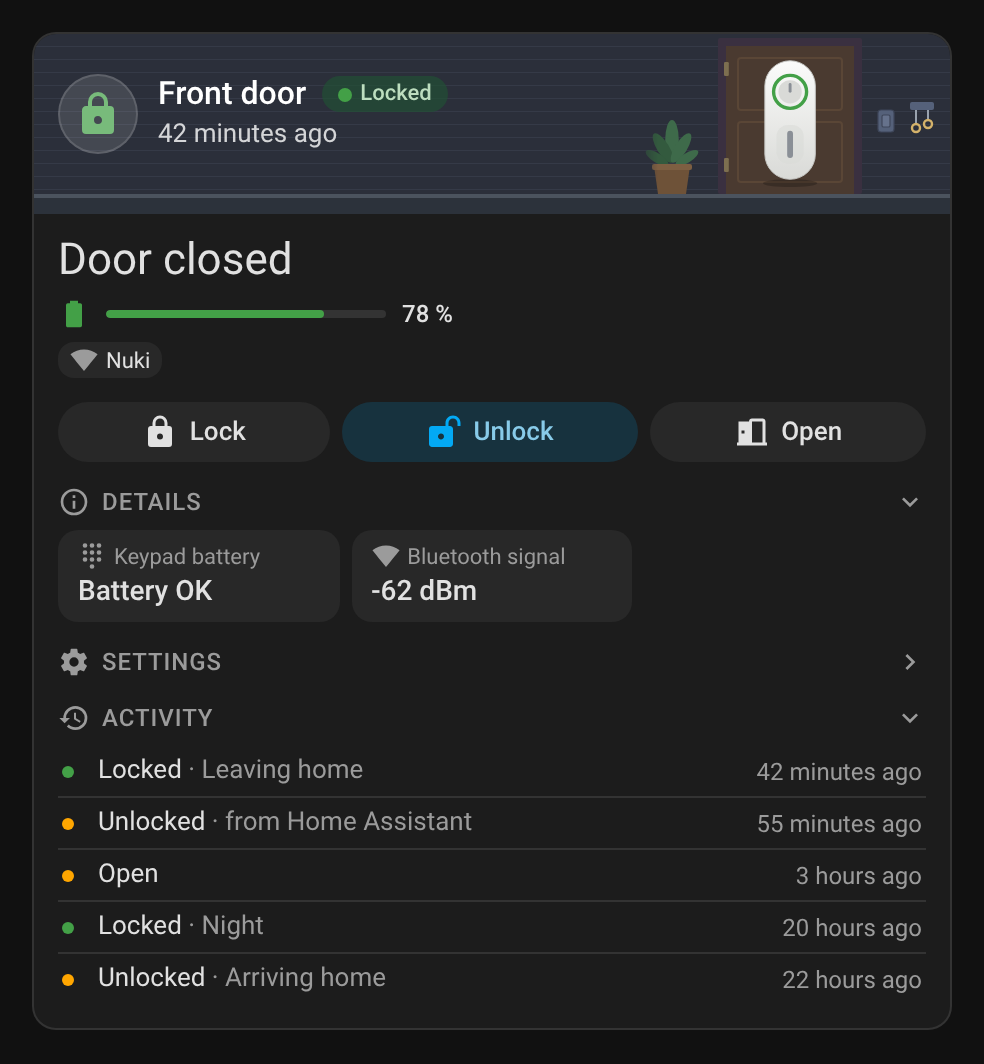 Front door
Locked
42 minutes ago
Door closed
78 %
Nuki
Lock
Unlock
Open
DETAILS
Keypad battery
Battery OK
Bluetooth signal
-62 dBm
SETTINGS
ACTIVITY
Locked · Leaving home 42 minutes ago
Unlocked · from Home Assistant 55 minutes ago
Open 3 hours ago
Locked · Night 20 hours ago
Unlocked · Arriving home 22 hours ago